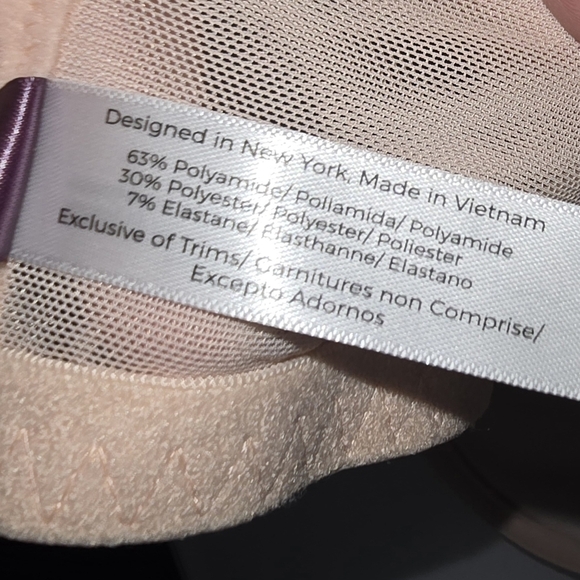 Designed in New York. Made in Vietnam
63% Polyamide/ Poliamida/ Polyamide
30% Polyester/ Polyester/ Poliester
7% Elastane/ Elasthanne/ Elastano
Exclusive of Trims/ Garnitures non Comprise/
Excepto Adornos